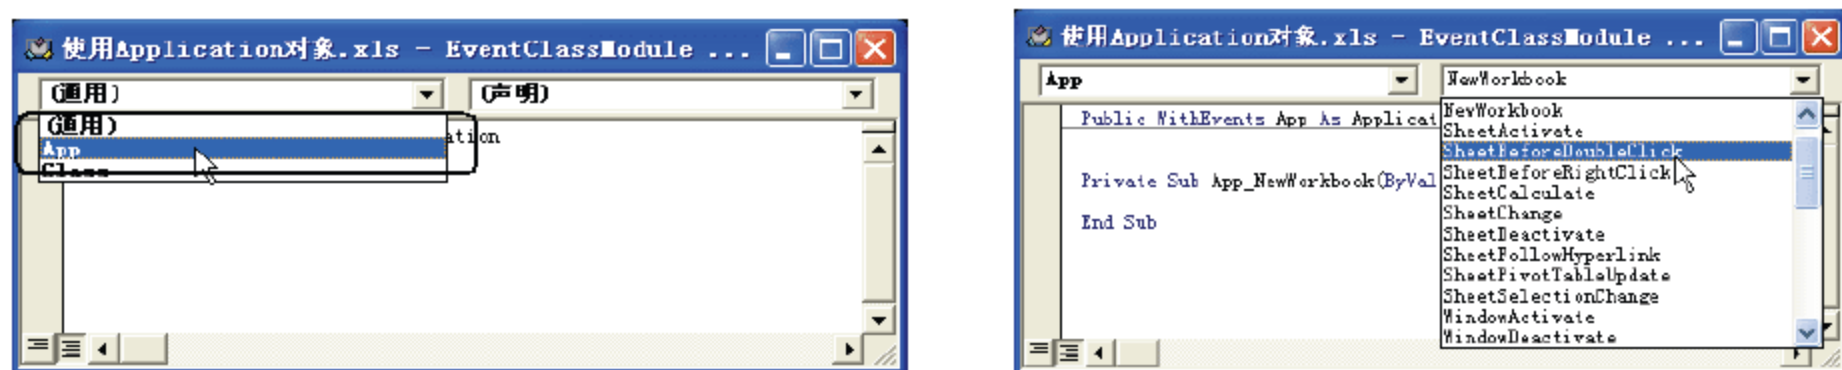 使用Application对象.xls - EventClassModule ...
(通用) (声明)
(通用)
App
Class
ation
使用Application对象.xls - EventClassModule ...
App NewWorkbook
Public WithEvents App As Applicat
Private Sub App_NewWorkbook(ByVal
End Sub
NewWorkbook
SheetActivate
SheetBeforeDoubleClick
SheetBeforeRightClick
SheetCalculate
SheetChange
SheetDeactivate
SheetFollowHyperlink
SheetPivotTableUpdate
SheetSelectionChange
WindowActivate
WindowDeactivate